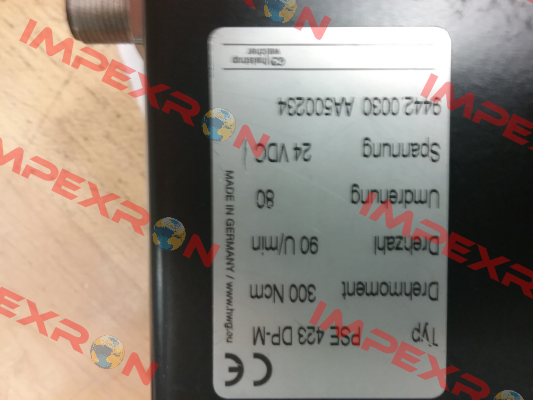 Typ PSE 423 DP-M
Drehmoment 300 Ncm
Drehzahl 90 U/min
Umdrehung 80
Spannung 24 VDC
9442.0030 AA500234
halstrup
walcher
MADE IN GERMANY / www.hwg.eu
CE
IMPEXRON
IMPEXRON
IMPEXRON
IMPEXRON
IMPEXRON